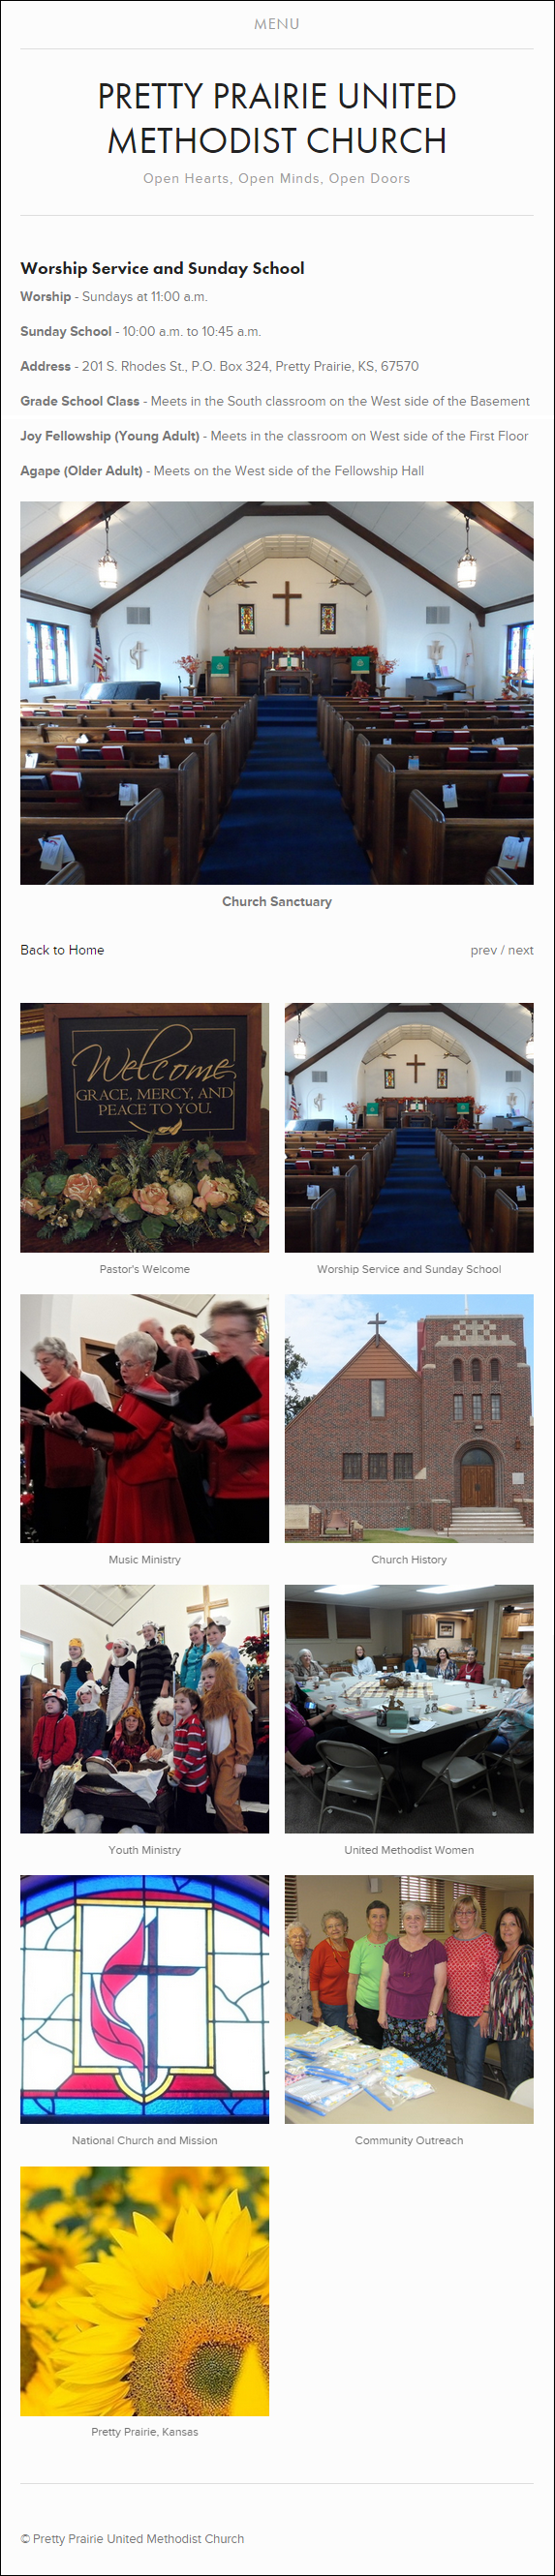 MENU
PRETTY PRAIRIE UNITED
METHODIST CHURCH
Open Hearts, Open Minds, Open Doors
Worship Service and Sunday School
Worship - Sundays at 11:00 a.m.
Sunday School - 10:00 a.m. to 10:45 a.m.
Address - 201 S. Rhodes St., P.O. Box 324, Pretty Prairie, KS, 67570
Grade School Class - Meets in the South classroom on the West side of the Basement
Joy Fellowship (Young Adult) - Meets in the classroom on West side of the First Floor
Agape (Older Adult) - Meets on the West side of the Fellowship Hall
Church Sanctuary
Back to Home
prev / next
Welcome
GRACE, MERCY, AND
PEACE TO YOU.
Pastor's Welcome
Worship Service and Sunday School
Music Ministry
Church History
Youth Ministry
United Methodist Women
National Church and Mission
Community Outreach
Pretty Prairie, Kansas
© Pretty Prairie United Methodist Church